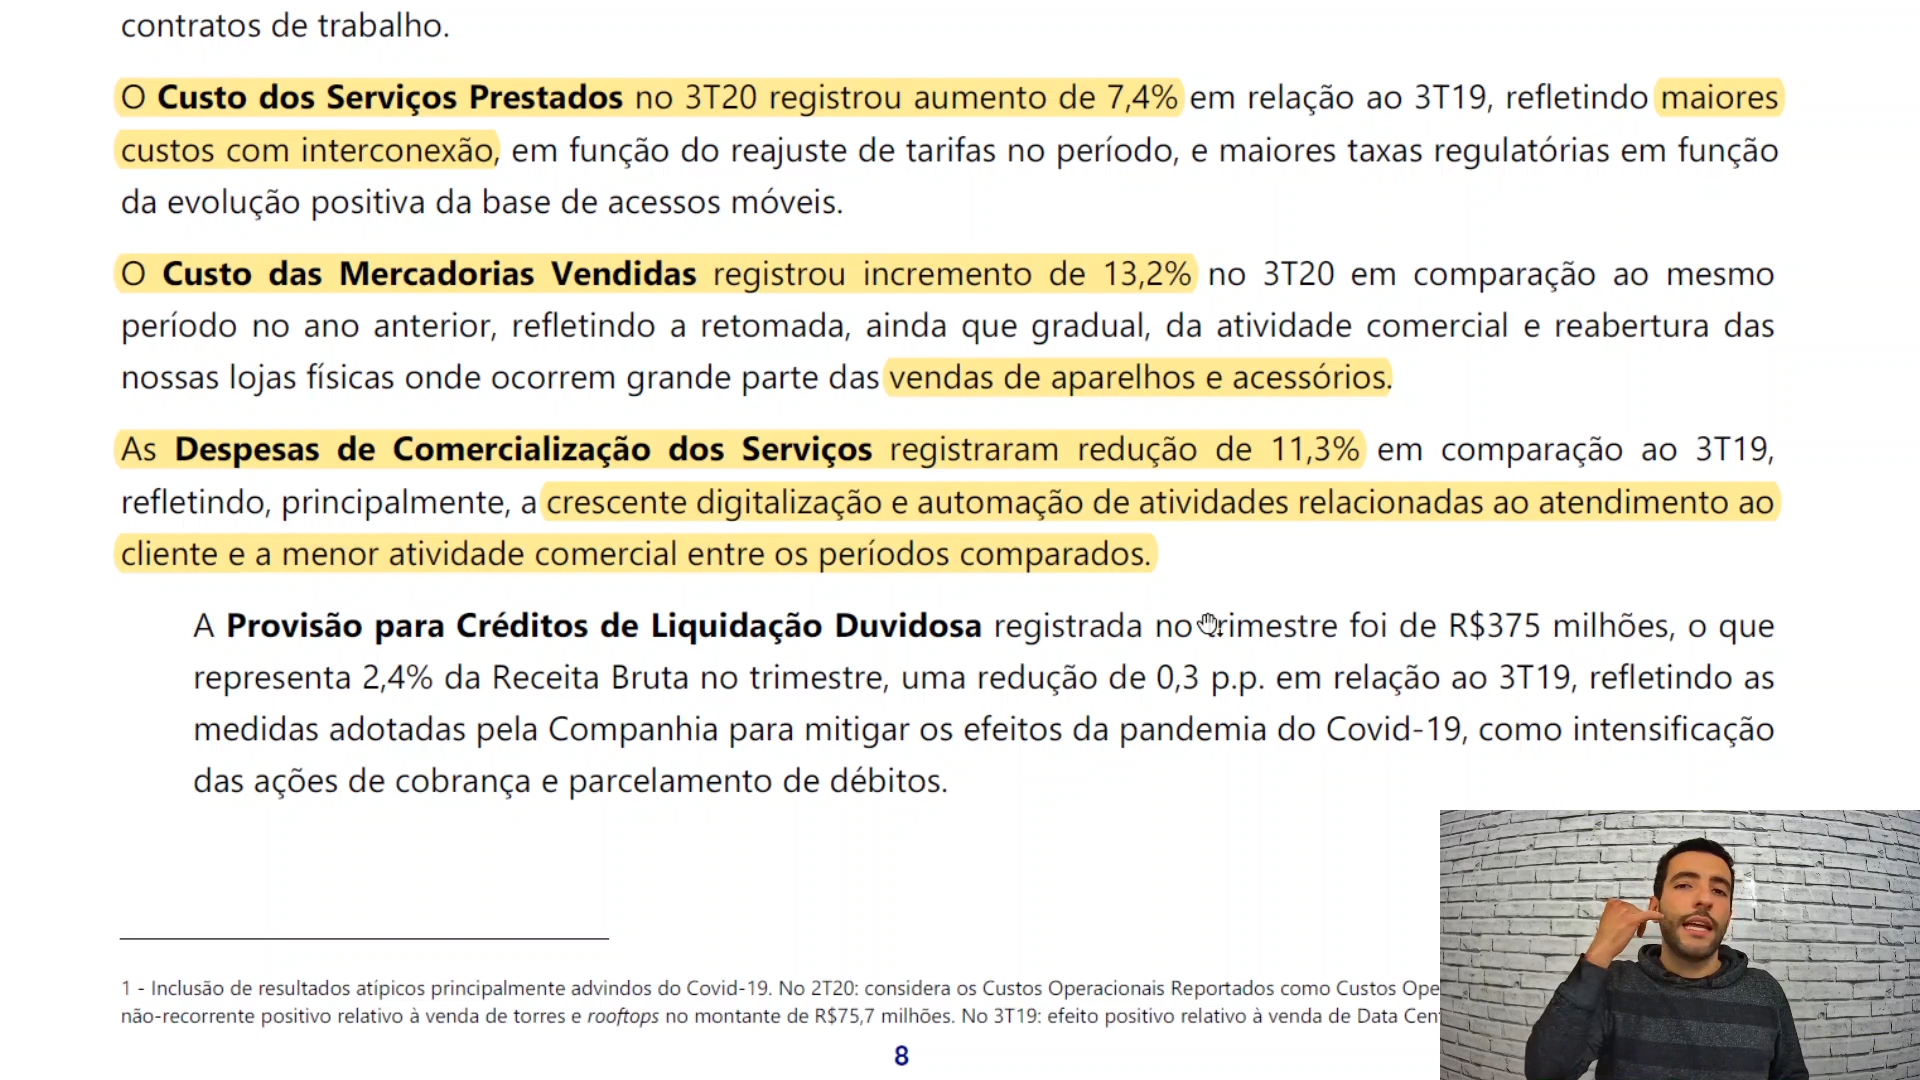 contratos de trabalho.
O Custo dos Serviços Prestados no 3T20 registrou aumento de 7,4% em relação ao 3T19, refletindo maiores
custos com interconexão, em função do reajuste de tarifas no período, e maiores taxas regulatórias em função
da evolução positiva da base de acessos móveis.
O Custo das Mercadorias Vendidas registrou incremento de 13,2% no 3T20 em comparação ao mesmo
período no ano anterior, refletindo a retomada, ainda que gradual, da atividade comercial e reabertura das
nossas lojas físicas onde ocorrem grande parte das vendas de aparelhos e acessórios.
As Despesas de Comercialização dos Serviços registraram redução de 11,3% em comparação ao 3T19,
refletindo, principalmente, a crescente digitalização e automação de atividades relacionadas ao atendimento ao
cliente e a menor atividade comercial entre os períodos comparados.
A Provisão para Créditos de Liquidação Duvidosa registrada no trimestre foi de R$375 milhões, o que
representa 2,4% da Receita Bruta no trimestre, uma redução de 0,3 p.p. em relação ao 3T19, refletindo as
medidas adotadas pela Companhia para mitigar os efeitos da pandemia do Covid-19, como intensificação
das ações de cobrança e parcelamento de débitos.
1 - Inclusão de resultados atípicos principalmente advindos do Covid-19. No 2T20: considera os Custos Operacionais Reportados como Custos Ope
não-recorrente positivo relativo à venda de torres e rooftops no montante de R$75,7 milhões. No 3T19: efeito positivo relativo à venda de Data Cen
8